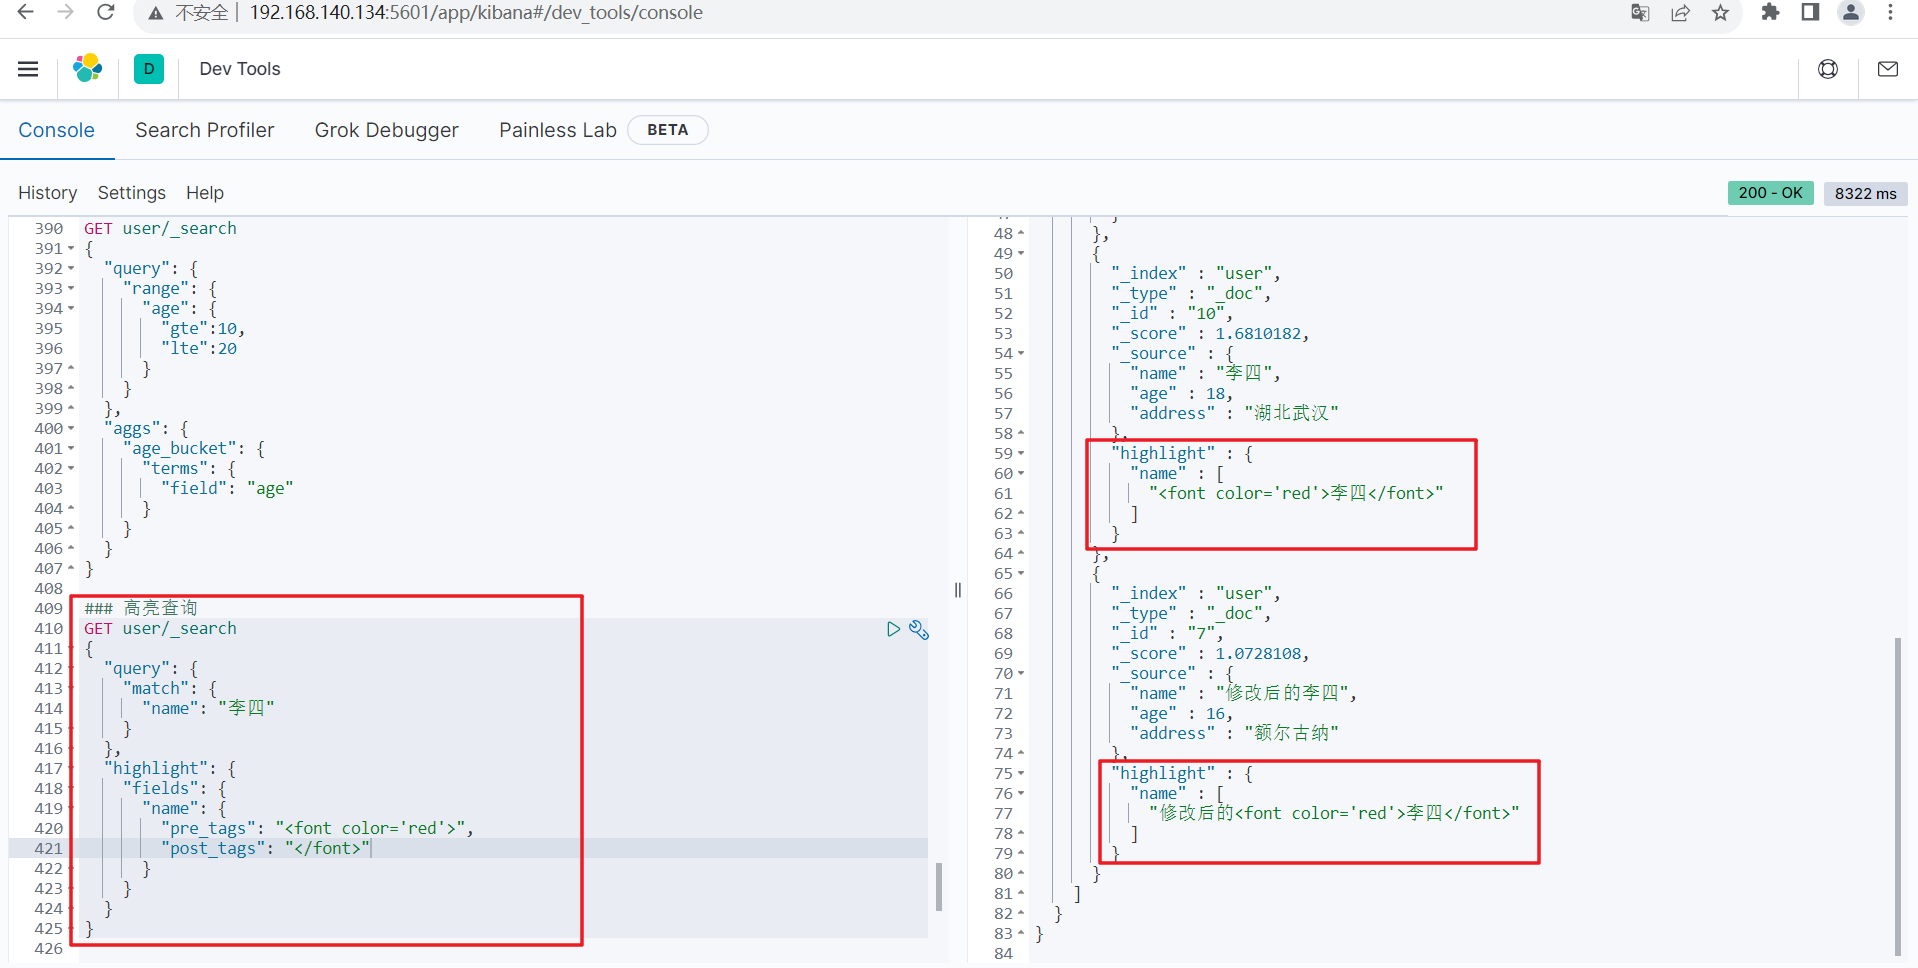 不安全 | 192.168.140.134:5601/app/kibana#/dev_tools/console
D Dev Tools
Console Search Profiler Grok Debugger Painless Lab BETA
History Settings Help
200 - OK 8322 ms
390 GET user/_search
391 {
392 "query": {
393 "range": {
394 "age": {
395 "gte":10,
396 "lte":20
397 }
398 }
399 },
400 "aggs": {
401 "age_bucket": {
402 "terms": {
403 "field": "age"
404 }
405 }
406 }
407 }
408
409 ### 高亮查询
410 GET user/_search
411 {
412 "query": {
413 "match": {
414 "name": "李四"
415 }
416 },
417 "highlight": {
418 "fields": {
419 "name": {
420 "pre_tags": "<font color='red'>",
421 "post_tags": "</font>"
422 }
423 }
424 }
425 }
426
48 },
49 {
50 "_index" : "user",
51 "_type" : "_doc",
52 "_id" : "10",
53 "_score" : 1.6810182,
54 "_source" : {
55 "name" : "李四",
56 "age" : 18,
57 "address" : "湖北武汉"
58 },
59 "highlight" : {
60 "name" : [
61 "<font color='red'>李四</font>"
62 ]
63 }
64 },
65 {
66 "_index" : "user",
67 "_type" : "_doc",
68 "_id" : "7",
69 "_score" : 1.0728108,
70 "_source" : {
71 "name" : "修改后的李四",
72 "age" : 16,
73 "address" : "额尔古纳"
74 },
75 "highlight" : {
76 "name" : [
77 "修改后的<font color='red'>李四</font>"
78 ]
79 }
80 }
81 ]
82 }
83 }
84